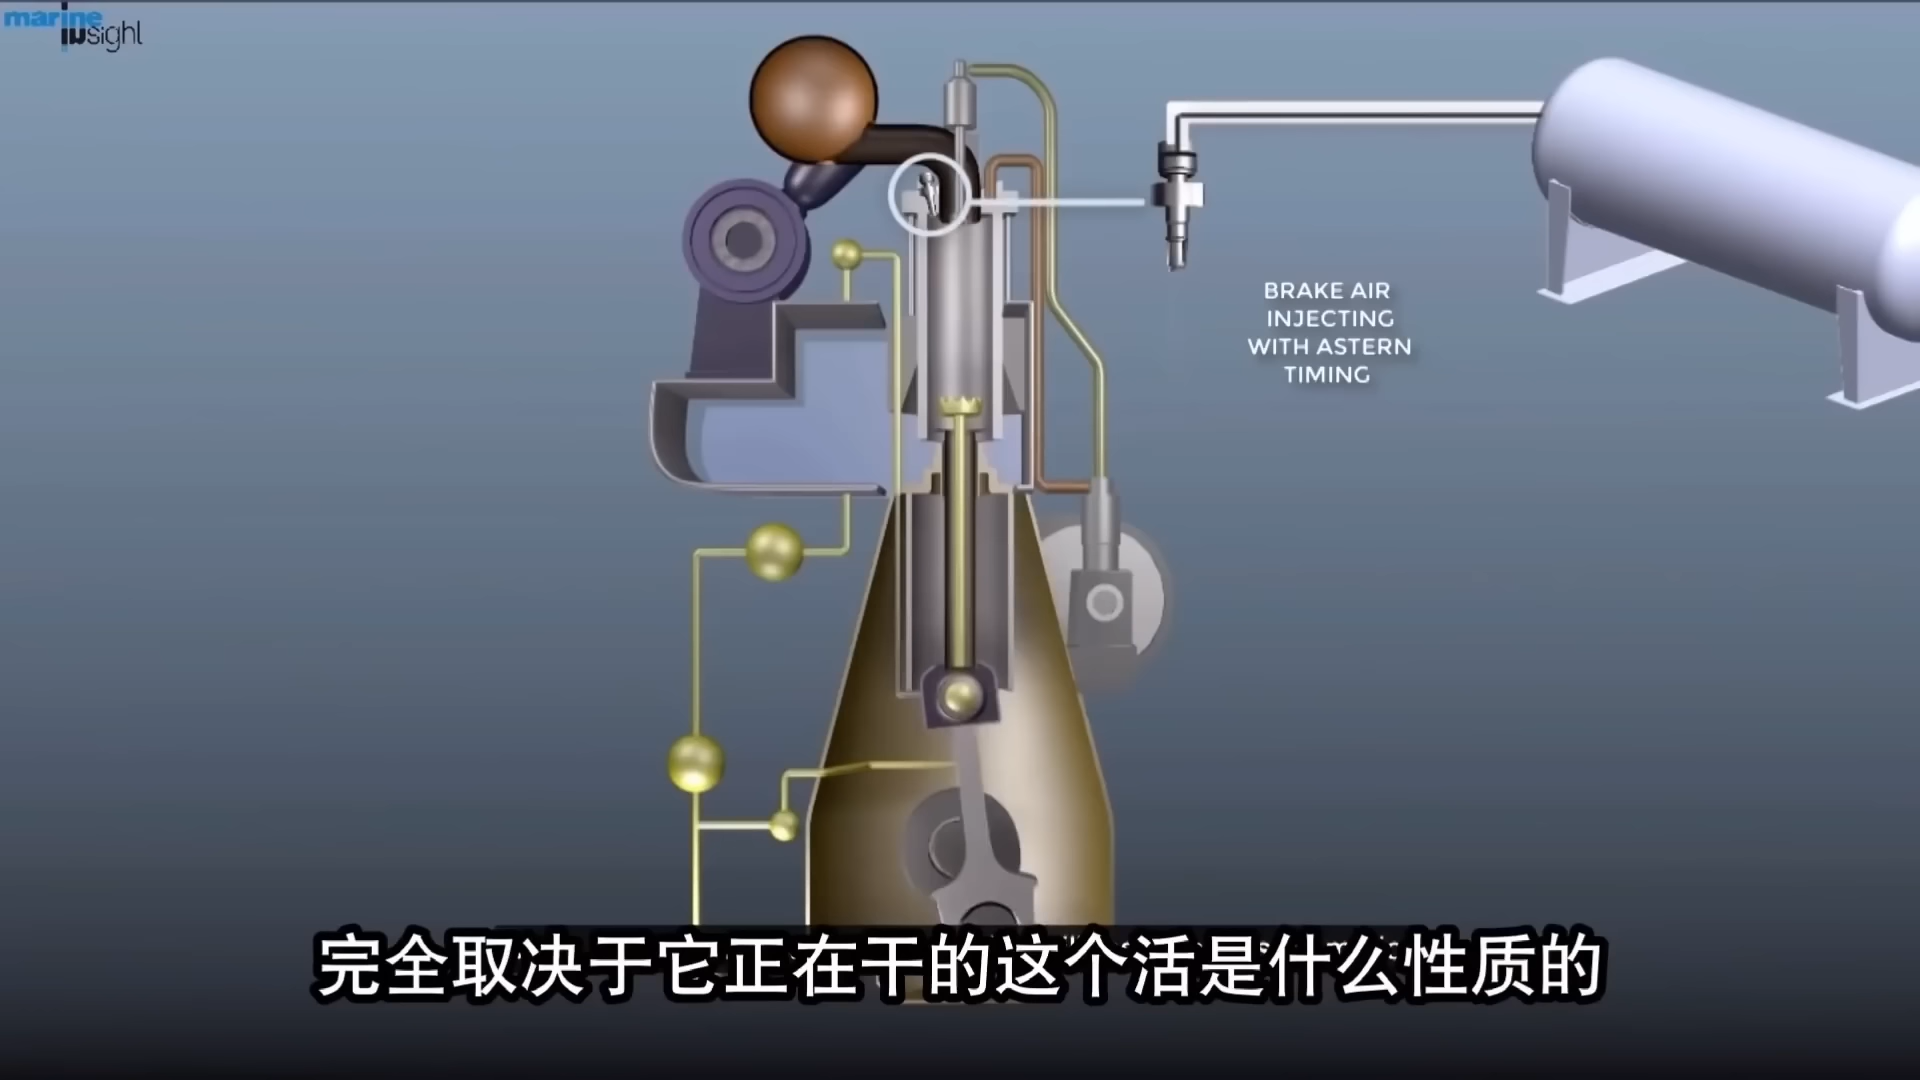 marine
insight
BRAKE AIR
INJECTING
WITH ASTERN
TIMING
完全取决于它正在干的这个活是什么性质的